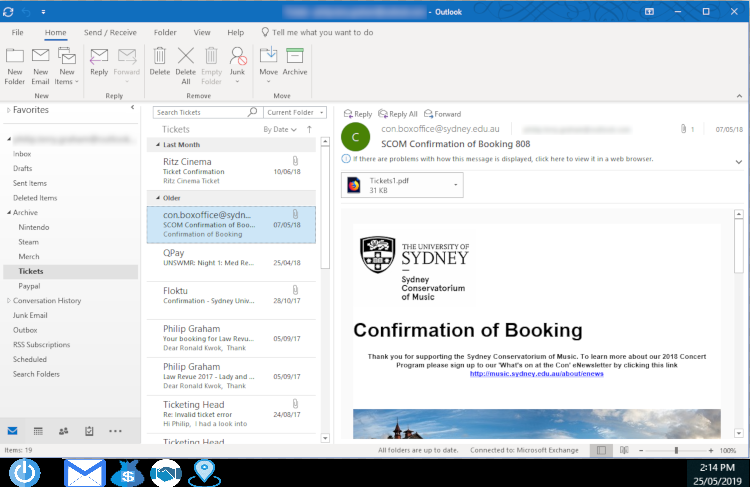 - Outlook
File Home Send / Receive Folder View Help Tell me what you want to do
New Folder
New Email
New Items
Reply
Forward
Delete
Delete All
Empty Folder
Junk
Move
Archive
New Reply Remove Move
Favorites
Inbox
Drafts
Sent Items
Deleted Items
Archive
Nintendo
Steam
Merch
Tickets
Paypal
Conversation History
Junk Email
Outbox
RSS Subscriptions
Scheduled
Search Folders
Search Tickets Current Folder
Tickets By Date
Last Month
Ritz Cinema
Ticket Confirmation 10/06/18
Ritz Cinema Ticket
Older
con.boxoffice@sydn...
SCOM Confirmation of Boo... 07/05/18
Confirmation of Booking
QPay
UNSWMR: Night 1: Med Re... 25/04/18
Floktu
Confirmation - Sydney Univ... 28/10/17
Philip Graham
Your booking for Law Revu... 05/09/17
Dear Ronald Kwok, Thank
Philip Graham
Law Revue 2017 - Lady and ... 05/09/17
Dear Ronald Kwok, Thank
Ticketing Head
Re: Invalid ticket error 24/08/17
Hi Philip, I had a look into
Ticketing Head
Reply Reply All Forward
C
con.boxoffice@sydney.edu.au 1 07/05/18
SCOM Confirmation of Booking 808
If there are problems with how this message is displayed, click here to view it in a web browser.
Tickets1.pdf
31 KB
THE UNIVERSITY OF
SYDNEY
Sydney
Conservatorium
of Music
Confirmation of Booking
Thank you for supporting the Sydney Conservatorium of Music. To learn more about our 2018 Concert
Program please sign up to our 'What's on at the Con' eNewsletter by clicking this link
http://music.sydney.edu.au/about/enews
Items: 19 All folders are up to date. Connected to: Microsoft Exchange 100%
2:14 PM
25/05/2019